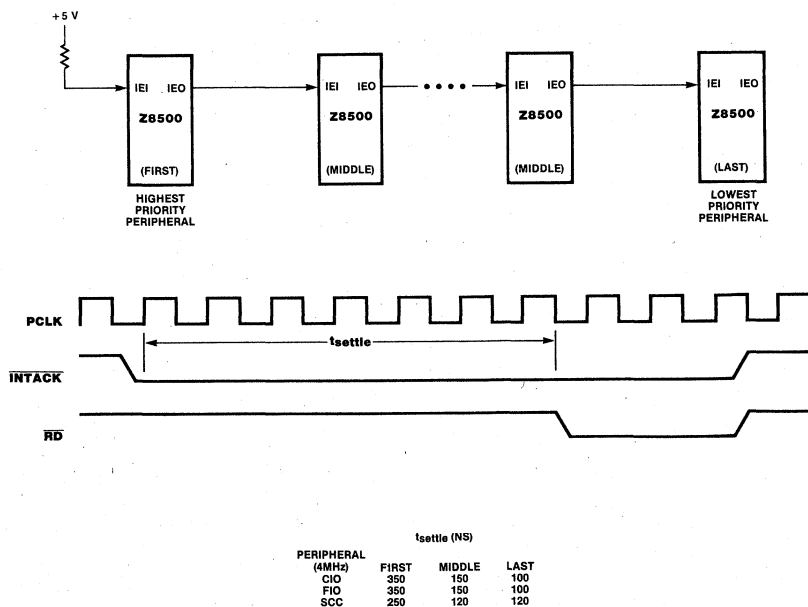 +5 V
IEI IEO
Z8500
(FIRST)
HIGHEST
PRIORITY
PERIPHERAL
IEI IEO
Z8500
(MIDDLE)
IEI IEO
Z8500
(MIDDLE)
IEI IEO
Z8500
(LAST)
LOWEST
PRIORITY
PERIPHERAL
PCLK
tsettle
INTACK
RD
tsettle (NS)
PERIPHERAL
(4MHz) FIRST MIDDLE LAST
CIO 350 150 100
FIO 350 150 100
SCC 250 120 120